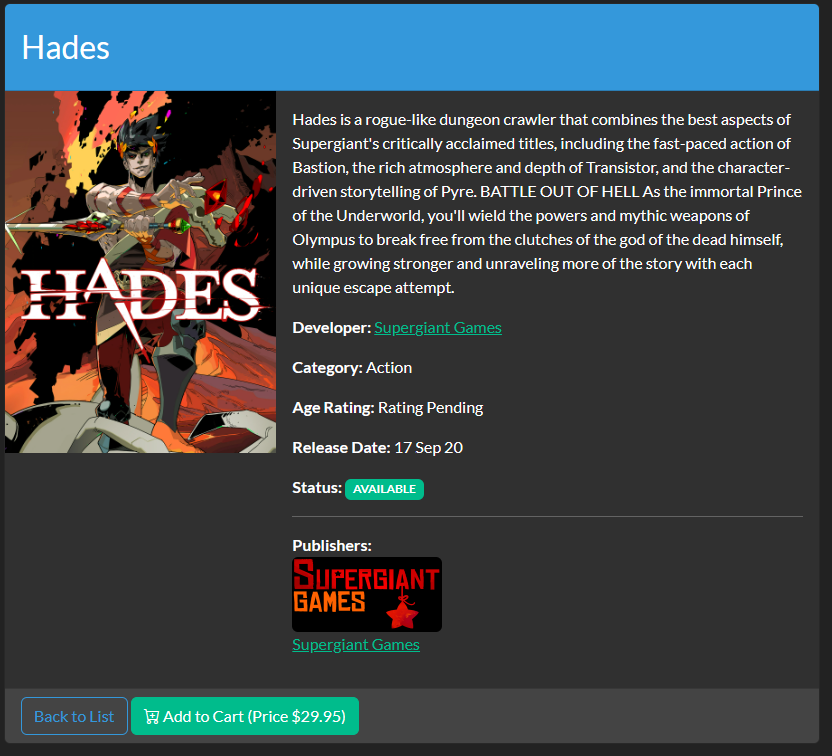 Hades
HADES
Hades is a rogue-like dungeon crawler that combines the best aspects of
Supergiant's critically acclaimed titles, including the fast-paced action of
Bastion, the rich atmosphere and depth of Transistor, and the character-
driven storytelling of Pyre. BATTLE OUT OF HELL As the immortal Prince
of the Underworld, you'll wield the powers and mythic weapons of
Olympus to break free from the clutches of the god of the dead himself,
while growing stronger and unraveling more of the story with each
unique escape attempt.
Developer: Supergiant Games
Category: Action
Age Rating: Rating Pending
Release Date: 17 Sep 20
Status: AVAILABLE
Publishers:
SUPERGIANT
GAMES
Supergiant Games
Back to List
Add to Cart (Price $29.95)